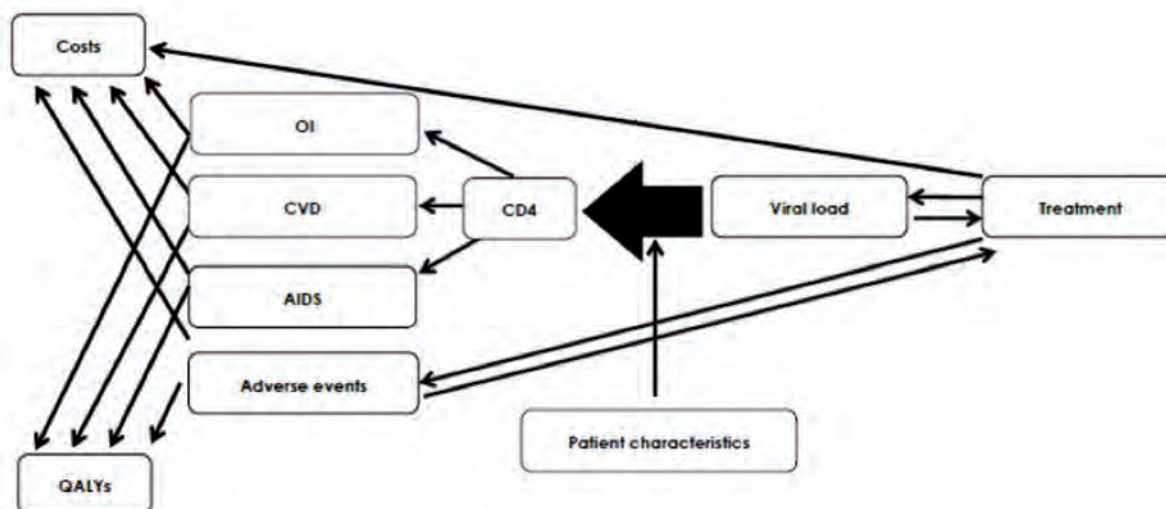 Costs
OI
CVD
CD4
Viral load
Treatment
AIDS
Adverse events
Patient characteristics
QALYs